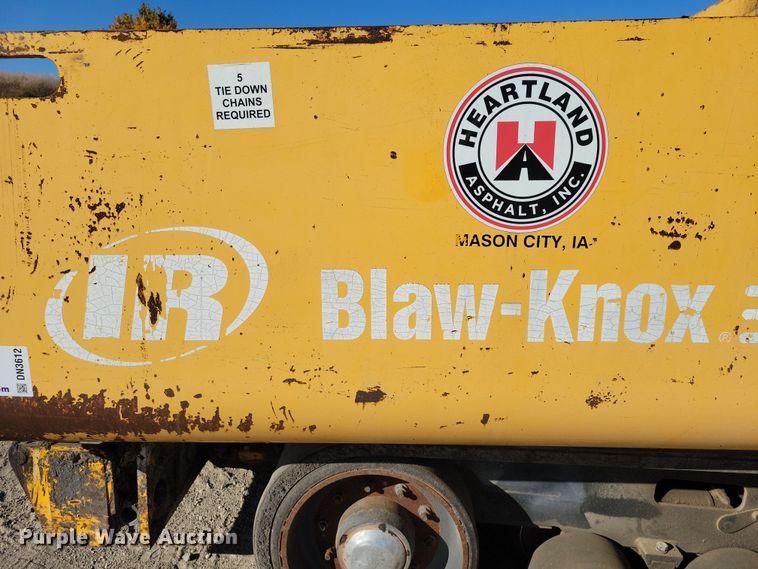 5
TIE DOWN
CHAINS
REQUIRED
HEARTLAND
ASPHALT, INC.
MASON CITY, IA
IR
Blaw-Knox
DN3612
Purple Wave Auction